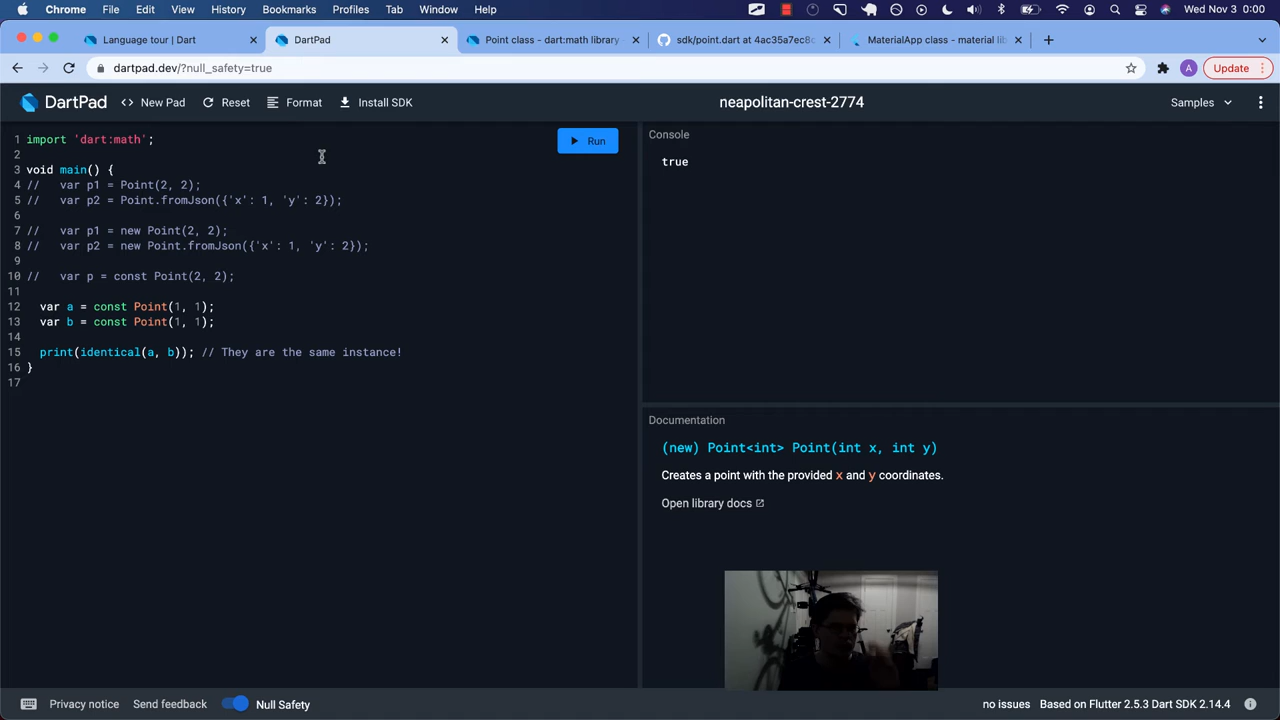 Chrome File Edit View History Bookmarks Profiles Tab Window Help Wed Nov 3 0:00
Language tour | Dart DartPad Point class - dart:math library sdk/point.dart at 4ac35a7ec8 MaterialApp class - material lib
dartpad.dev/?null_safety=true A Update
DartPad New Pad Reset Format Install SDK neapolitan-crest-2774 Samples
Run
1 import 'dart:math';
2
3 void main() {
4 // var p1 = Point(2, 2);
5 // var p2 = Point.fromJson({'x': 1, 'y': 2});
6
7 // var p1 = new Point(2, 2);
8 // var p2 = new Point.fromJson({'x': 1, 'y': 2});
9
10 // var p = const Point(2, 2);
11
12 var a = const Point(1, 1);
13 var b = const Point(1, 1);
14
15 print(identical(a, b)); // They are the same instance!
16 }
17
Console
true
Documentation
(new) Point<int> Point(int x, int y)
Creates a point with the provided x and y coordinates.
Open library docs
Privacy notice Send feedback Null Safety no issues Based on Flutter 2.5.3 Dart SDK 2.14.4